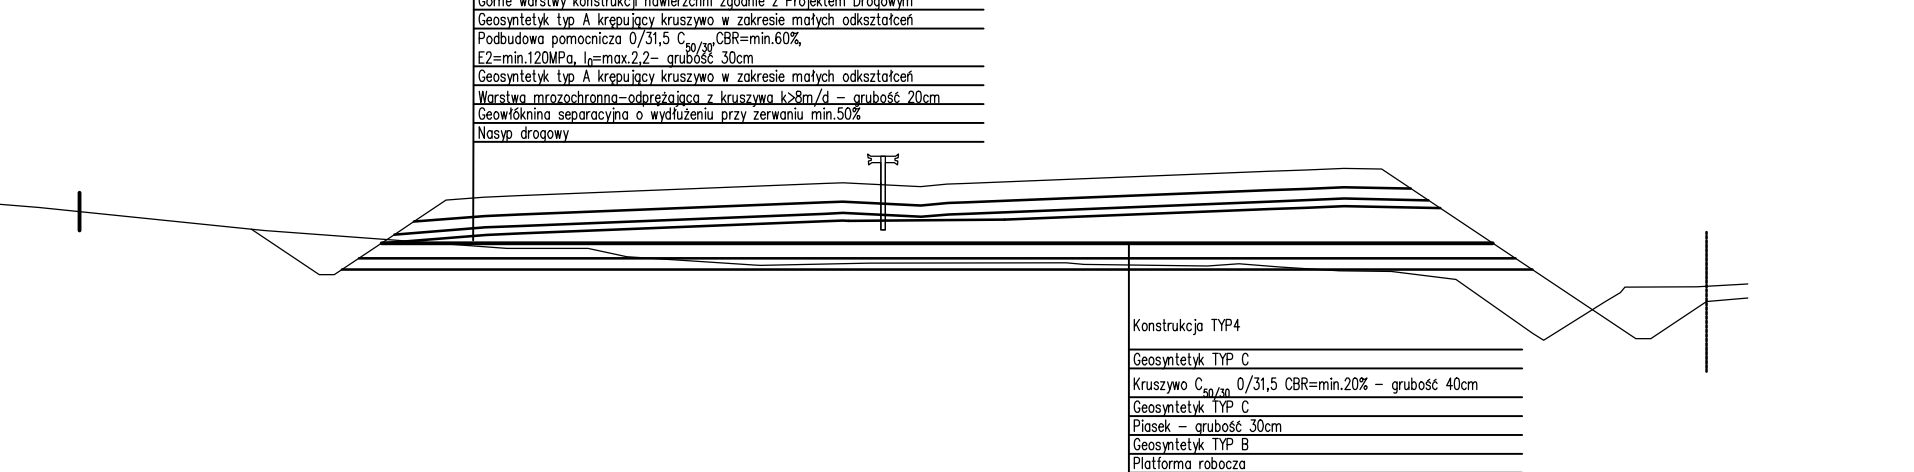 Górne warstwy konstrukcji nawierzchni zgodnie z Projektem Drogowym
Geosyntetyk typ A krępujący kruszywo w zakresie małych odkształceń
Podbudowa pomocnicza 0/31,5 C50/30,CBR=min.60%,
E2=min.120MPa, I0=max.2,2– grubość 30cm
Geosyntetyk typ A krępujący kruszywo w zakresie małych odkształceń
Warstwa mrozochronna–odprężająca z kruszywa k>8m/d – grubość 20cm
Geowłóknina separacyjna o wydłużeniu przy zerwaniu min.50%
Nasyp drogowy
Konstrukcja TYP4
Geosyntetyk TYP C
Kruszywo C50/30 0/31,5 CBR=min.20% – grubość 40cm
Geosyntetyk TYP C
Piasek – grubość 30cm
Geosyntetyk TYP B
Platforma robocza